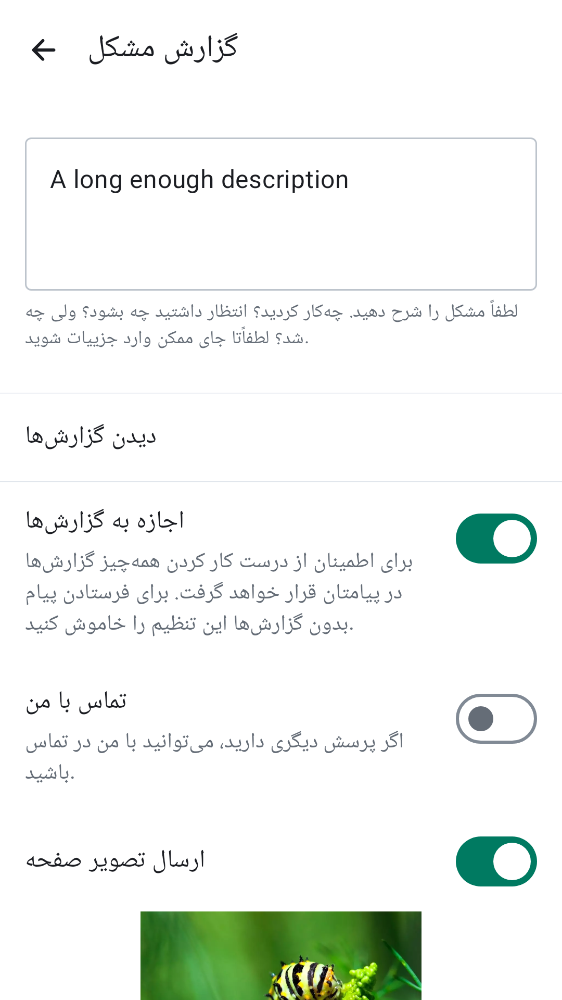 گزارش مشکل
A long enough description
لطفاً مشکل را شرح دهید. چه‌کار کردید؟ انتظار داشتید چه بشود؟ ولی چه
شد؟ لطفاًتا جای ممکن وارد جزییات شوید.
دیدن گزارش‌ها
اجازه به گزارش‌ها
برای اطمینان از درست کار کردن همه‌چیز گزارش‌ها
در پیامتان قرار خواهد گرفت. برای فرستادن پیام
بدون گزارش‌ها این تنظیم را خاموش کنید.
تماس با من
اگر پرسش دیگری دارید، می‌توانید با من در تماس
باشید.
ارسال تصویر صفحه